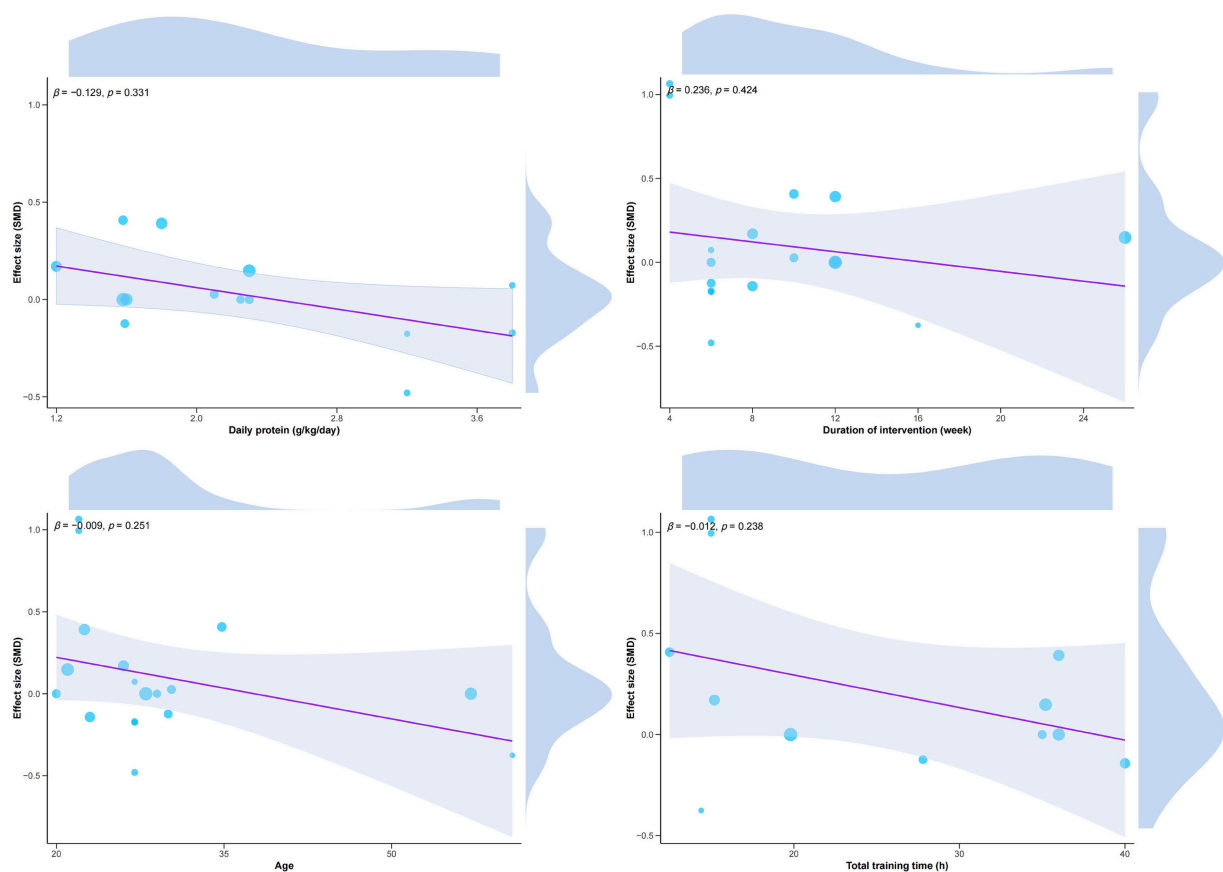 β = −0.129, p = 0.331
1.0
0.5
0.0
−0.5
Effect size (SMD)
1.2 2.0 2.8 3.6
Daily protein (g/kg/day)
β = 0.236, p = 0.424
1.0
0.5
0.0
−0.5
Effect size (SMD)
4 8 12 16 20 24
Duration of intervention (week)
β = −0.009, p = 0.251
1.0
0.5
0.0
−0.5
Effect size (SMD)
20 35 50
Age
β = −0.012, p = 0.238
1.0
0.5
0.0
−0.5
Effect size (SMD)
20 30 40
Total training time (h)